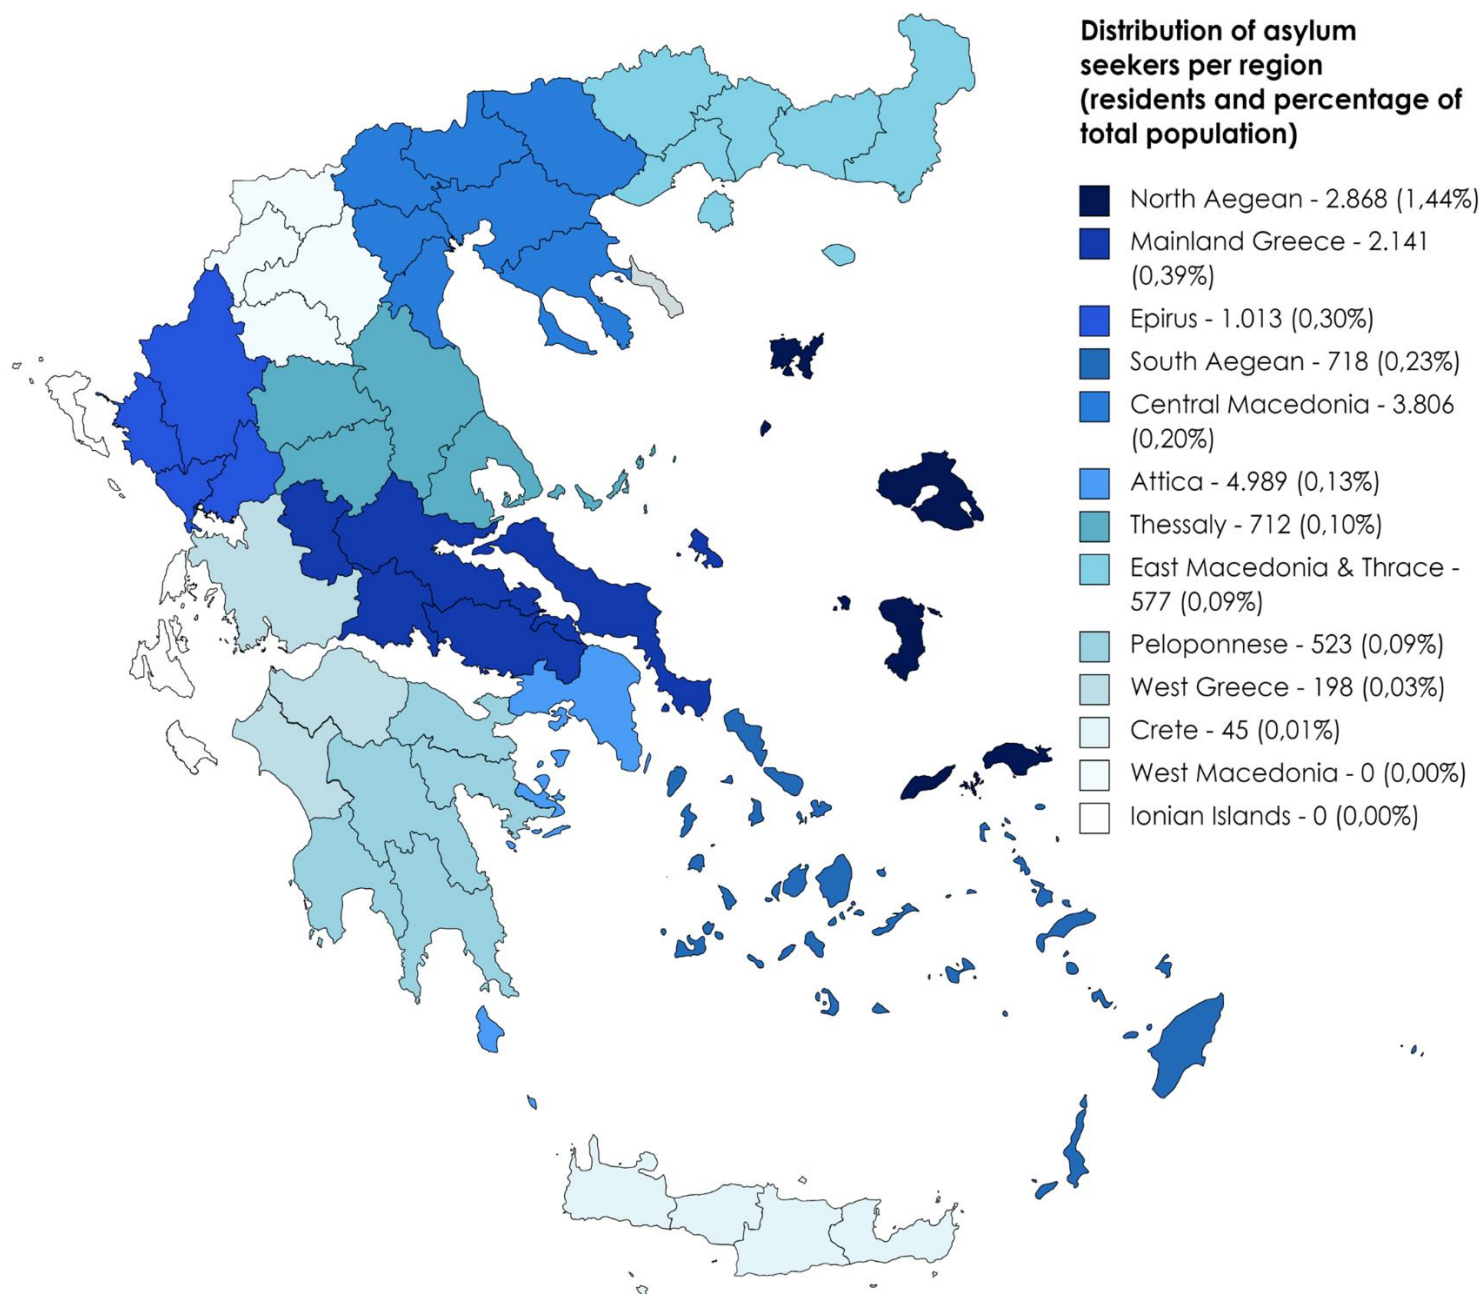 Distribution of asylum
seekers per region
(residents and percentage of
total population)
North Aegean - 2.868 (1,44%)
Mainland Greece - 2.141
(0,39%)
Epirus - 1.013 (0,30%)
South Aegean - 718 (0,23%)
Central Macedonia - 3.806
(0,20%)
Attica - 4.989 (0,13%)
Thessaly - 712 (0,10%)
East Macedonia & Thrace -
577 (0,09%)
Peloponnese - 523 (0,09%)
West Greece - 198 (0,03%)
Crete - 45 (0,01%)
West Macedonia - 0 (0,00%)
Ionian Islands - 0 (0,00%)